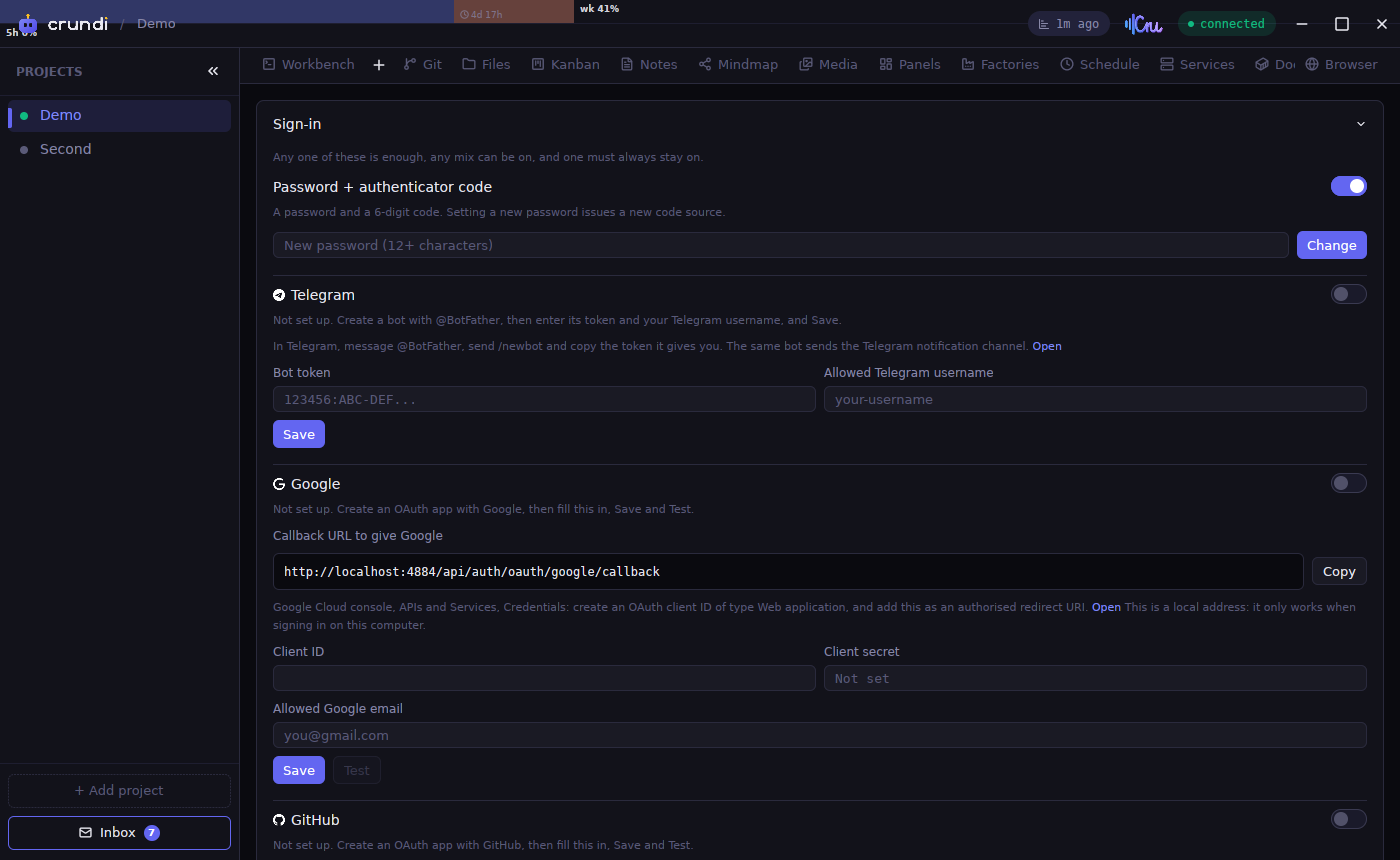 4d 17h
wk 41%
crundi / Demo
1m ago
Cru
connected
PROJECTS
Workbench
Git
Files
Kanban
Notes
Mindmap
Media
Panels
Factories
Schedule
Services
Browser
Demo
Second
Sign-in
Any one of these is enough, any mix can be on, and one must always stay on.
Password + authenticator code
A password and a 6-digit code. Setting a new password issues a new code source.
New password (12+ characters)
Change
Telegram
Not set up. Create a bot with @BotFather, then enter its token and your Telegram username, and Save.
In Telegram, message @BotFather, send /newbot and copy the token it gives you. The same bot sends the Telegram notification channel. Open
Bot token
Allowed Telegram username
123456:ABC-DEF...
your-username
Save
Google
Not set up. Create an OAuth app with Google, then fill this in, Save and Test.
Callback URL to give Google
http://localhost:4884/api/auth/oauth/google/callback
Copy
Google Cloud console, APIs and Services, Credentials: create an OAuth client ID of type Web application, and add this as an authorised redirect URI. Open This is a local address: it only works when
signing in on this computer.
Client ID
Client secret
Not set
Allowed Google email
you@gmail.com
Save
Test
GitHub
Not set up. Create an OAuth app with GitHub, then fill this in, Save and Test.
+ Add project
Inbox 7